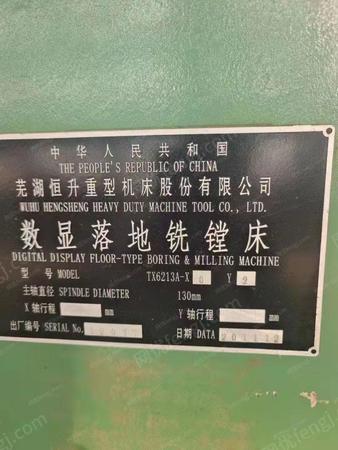 中华人民共和国
THE PEOPLE'S REPUBLIC OF CHINA
芜湖恒升重型机床股份有限公司
WUHU HENGSHENG HEAVY DUTY MACHINE TOOL CO., LTD.
数显落地铣镗床
DIGITAL DISPLAY FLOOR-TYPE BORING & MILLING MACHINE
型 号 MODEL TX6213A-X Y
主轴直径 SPINDLE DIAMETER 130mm
X 轴行程 mm Y 轴行程 mm
出厂编号 SERIAL No. 日期 DATA